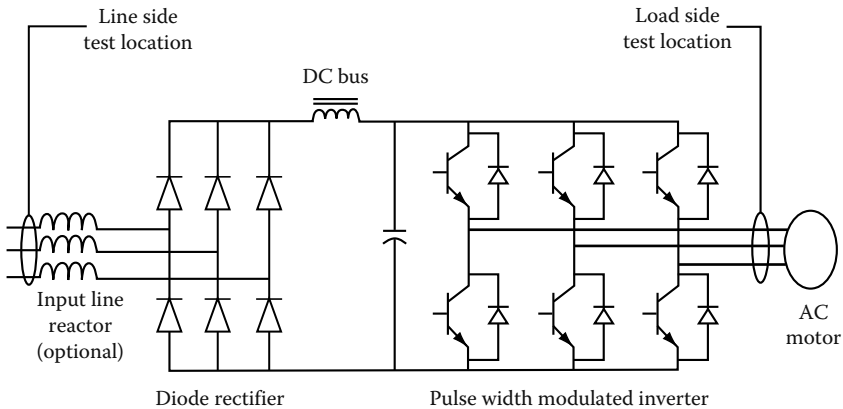 Line side
test location
Load side
test location
DC bus
Input line
reactor
(optional)
AC
motor
Diode rectifier
Pulse width modulated inverter